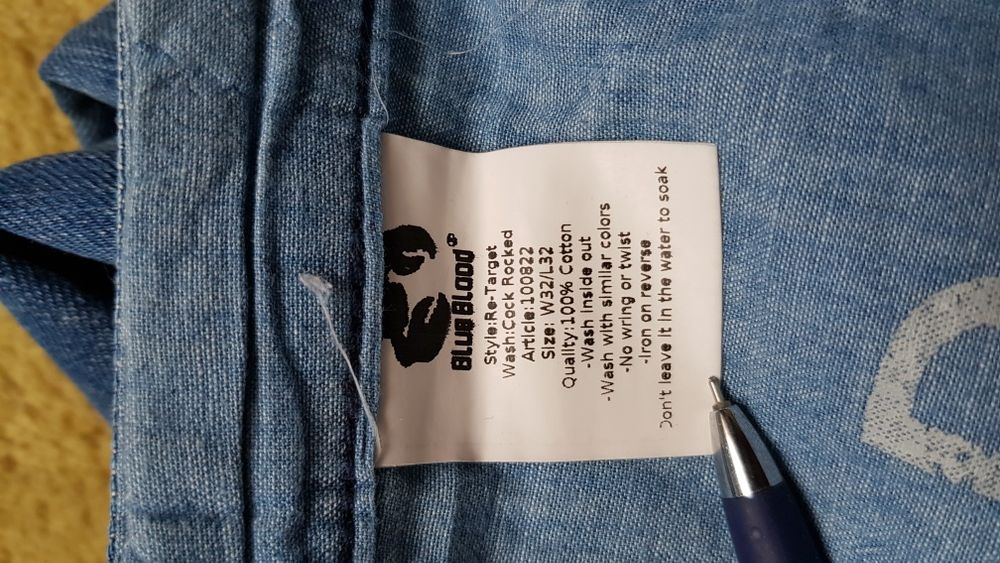 Blue Blood
Style:Re-Target
Wash:Cock Rocked
Article:100822
Size: W32/L32
Quality:100% Cotton
-Wash inside out
-Wash with similar colors
-No wring or twist
-Iron on reverse
Don't leave it in the water to soak